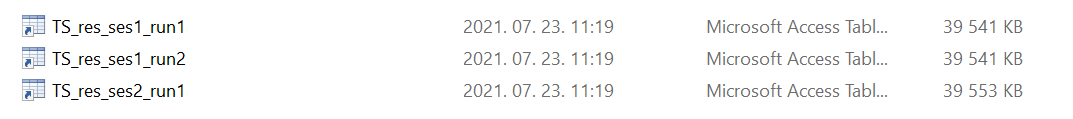 TS_res_ses1_run1 2021. 07. 23. 11:19 Microsoft Access Tabl... 39 541 KB
TS_res_ses1_run2 2021. 07. 23. 11:19 Microsoft Access Tabl... 39 541 KB
TS_res_ses2_run1 2021. 07. 23. 11:19 Microsoft Access Tabl... 39 553 KB